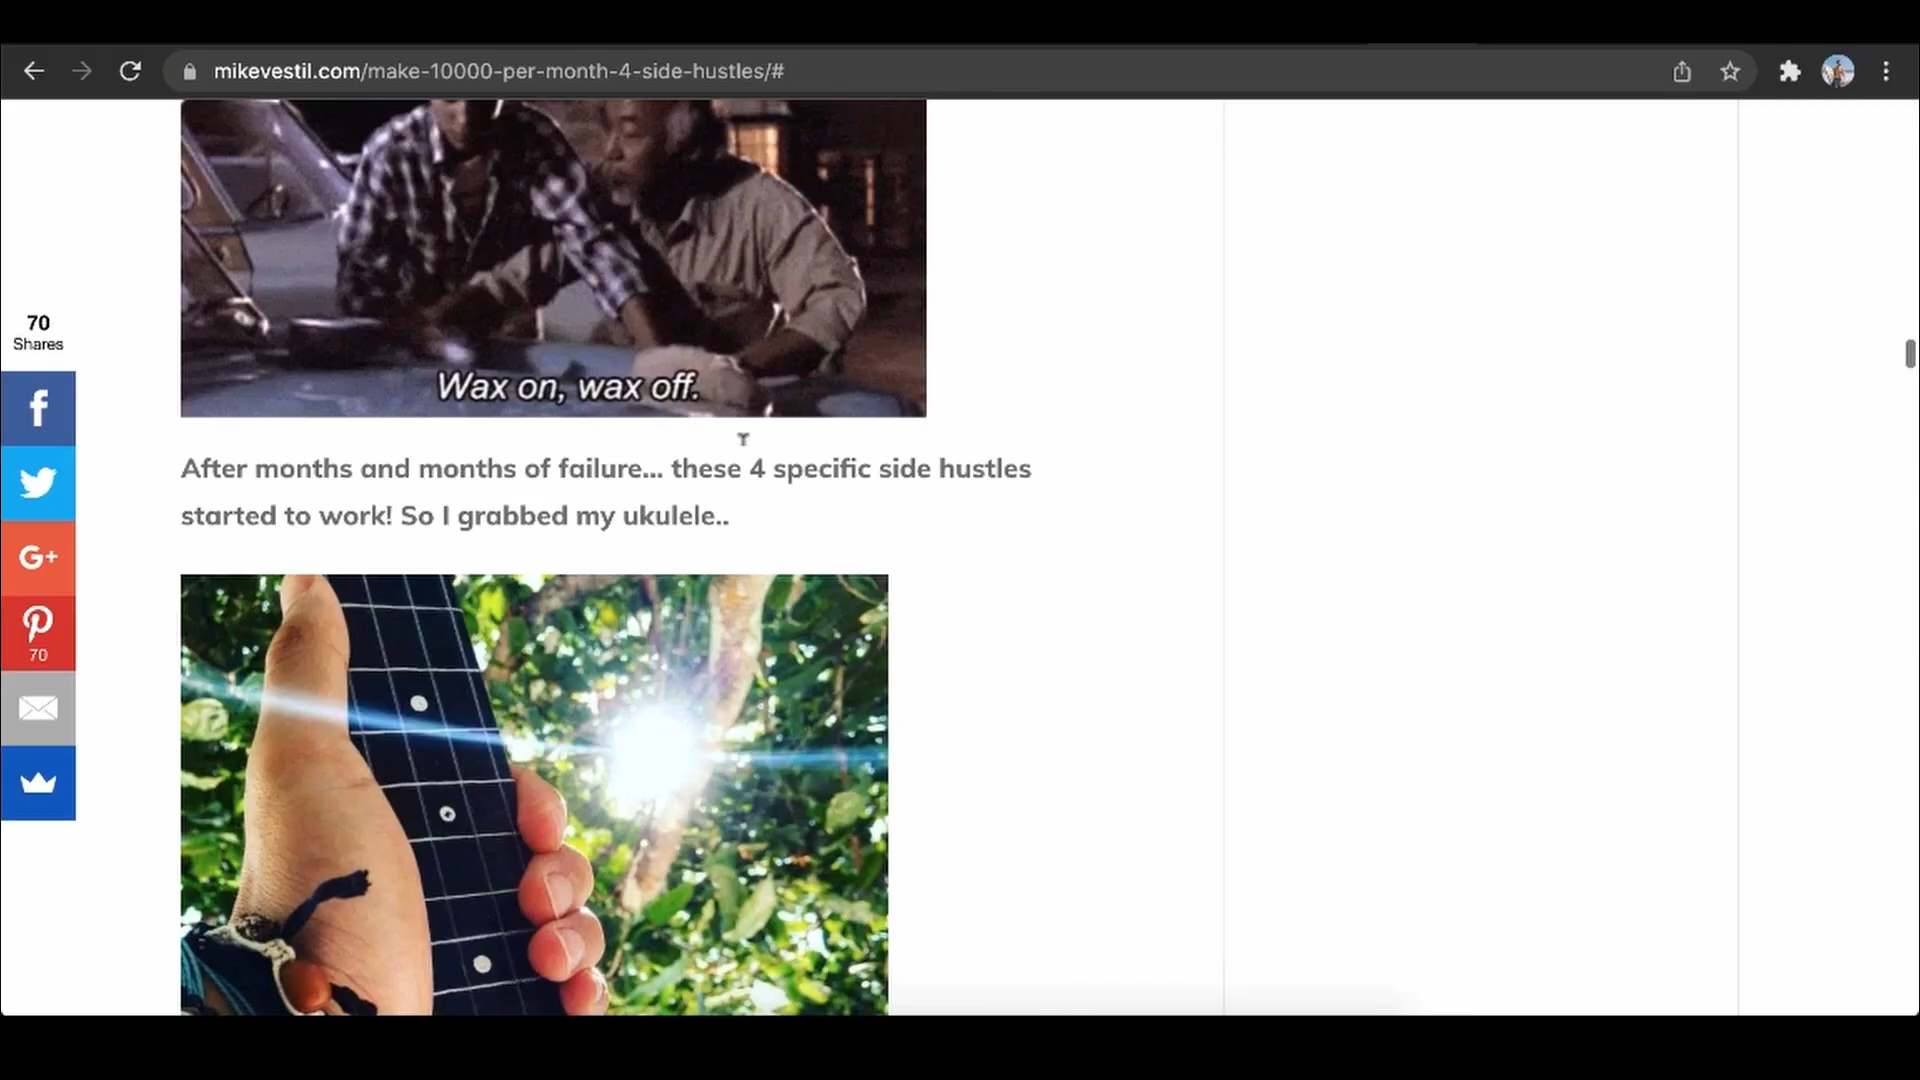 mikevestil.com/make-10000-per-month-4-side-hustles/#
Wax on, wax off.
70
Shares
After months and months of failure... these 4 specific side hustles
started to work! So I grabbed my ukulele..
G+
70